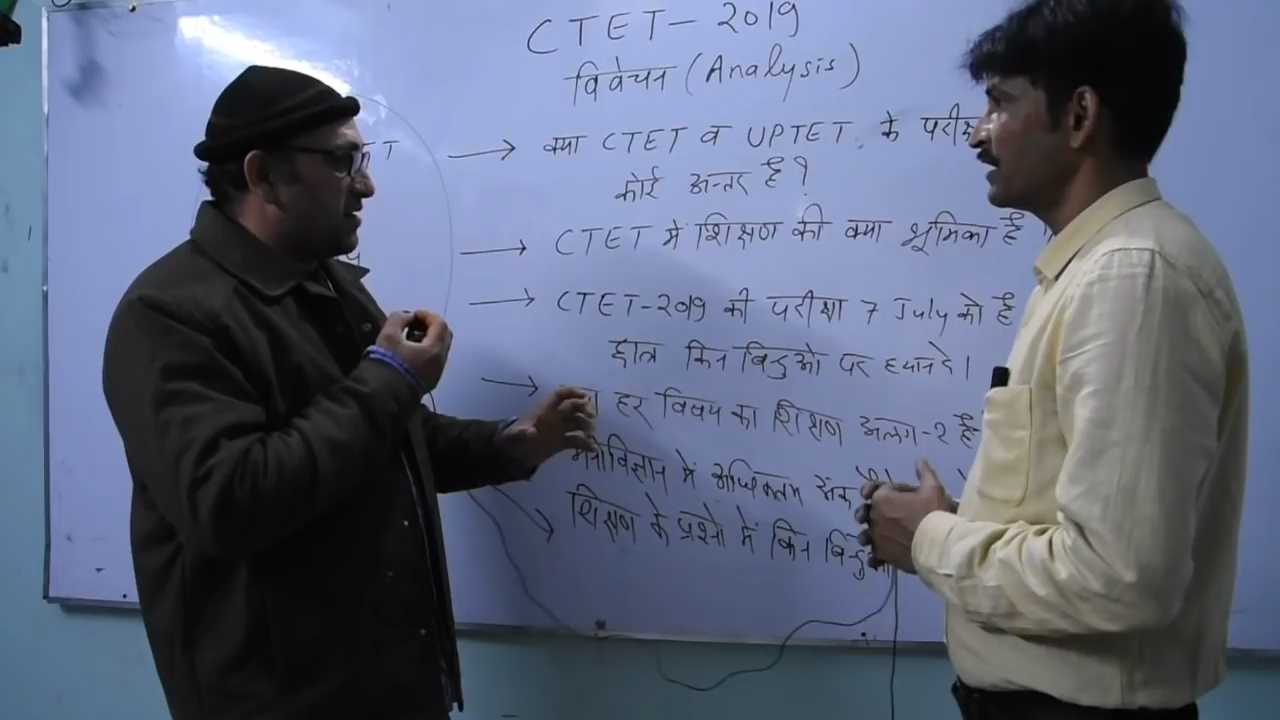 CTET - 2019
विवेचन (Analysis)
क्या CTET व UPTET के
कोई अन्तर है?
CTET में शिक्षण की क्या भूमिका है
CTET-2019 की परीक्षा 7 July को है
छात्र किन बिन्दुओ पर ध्यान दे।
हर विषय का शिक्षण अलग-2 है
मनोविज्ञान में अधिकतम अंक
शिक्षण के प्रश्नो में किन